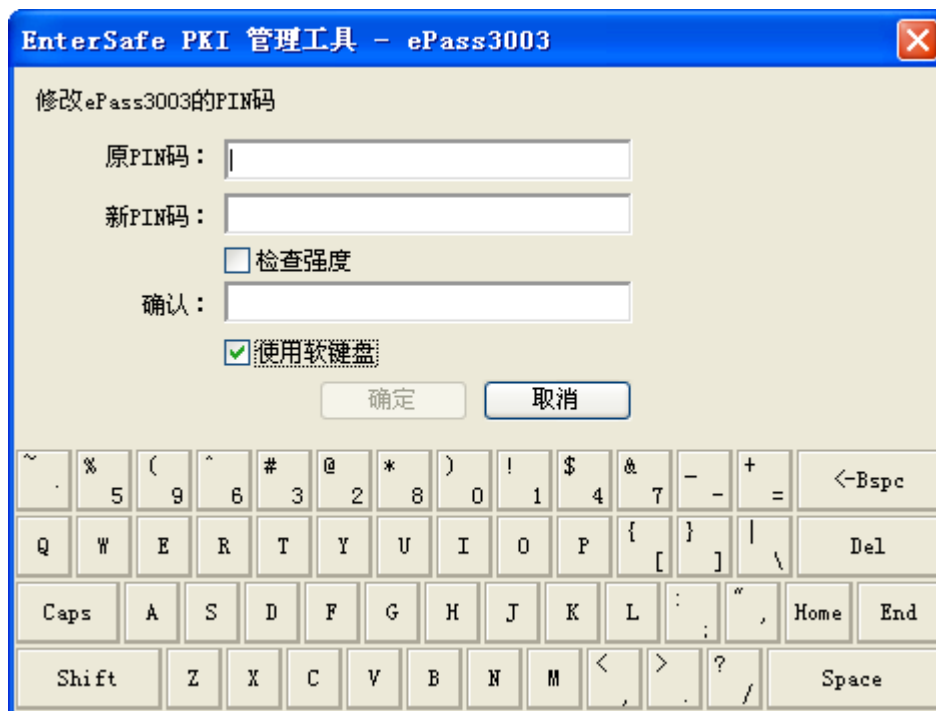 EnterSafe PKI 管理工具 - ePass3003
修改ePass3003的PIN码
原PIN码：
新PIN码：
检查强度
确认：
使用软键盘
确定 取消
~ . % 5 ( 9 ^ 6 # 3 @ 2 * 8 ) 0 ! 1 $ 4 & 7 _ - + = <-Bspc
Q W E R T Y U I O P { [ } ] | \ Del
Caps A S D F G H J K L : ; " , Home End
Shift Z X C V B N M < , > . ? / Space